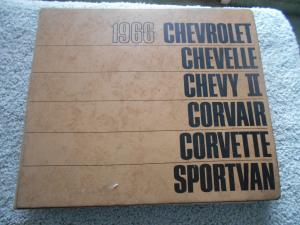 1966 CHEVROLET
CHEVELLE
CHEVY II
CORVAIR
CORVETTE
SPORTVAN